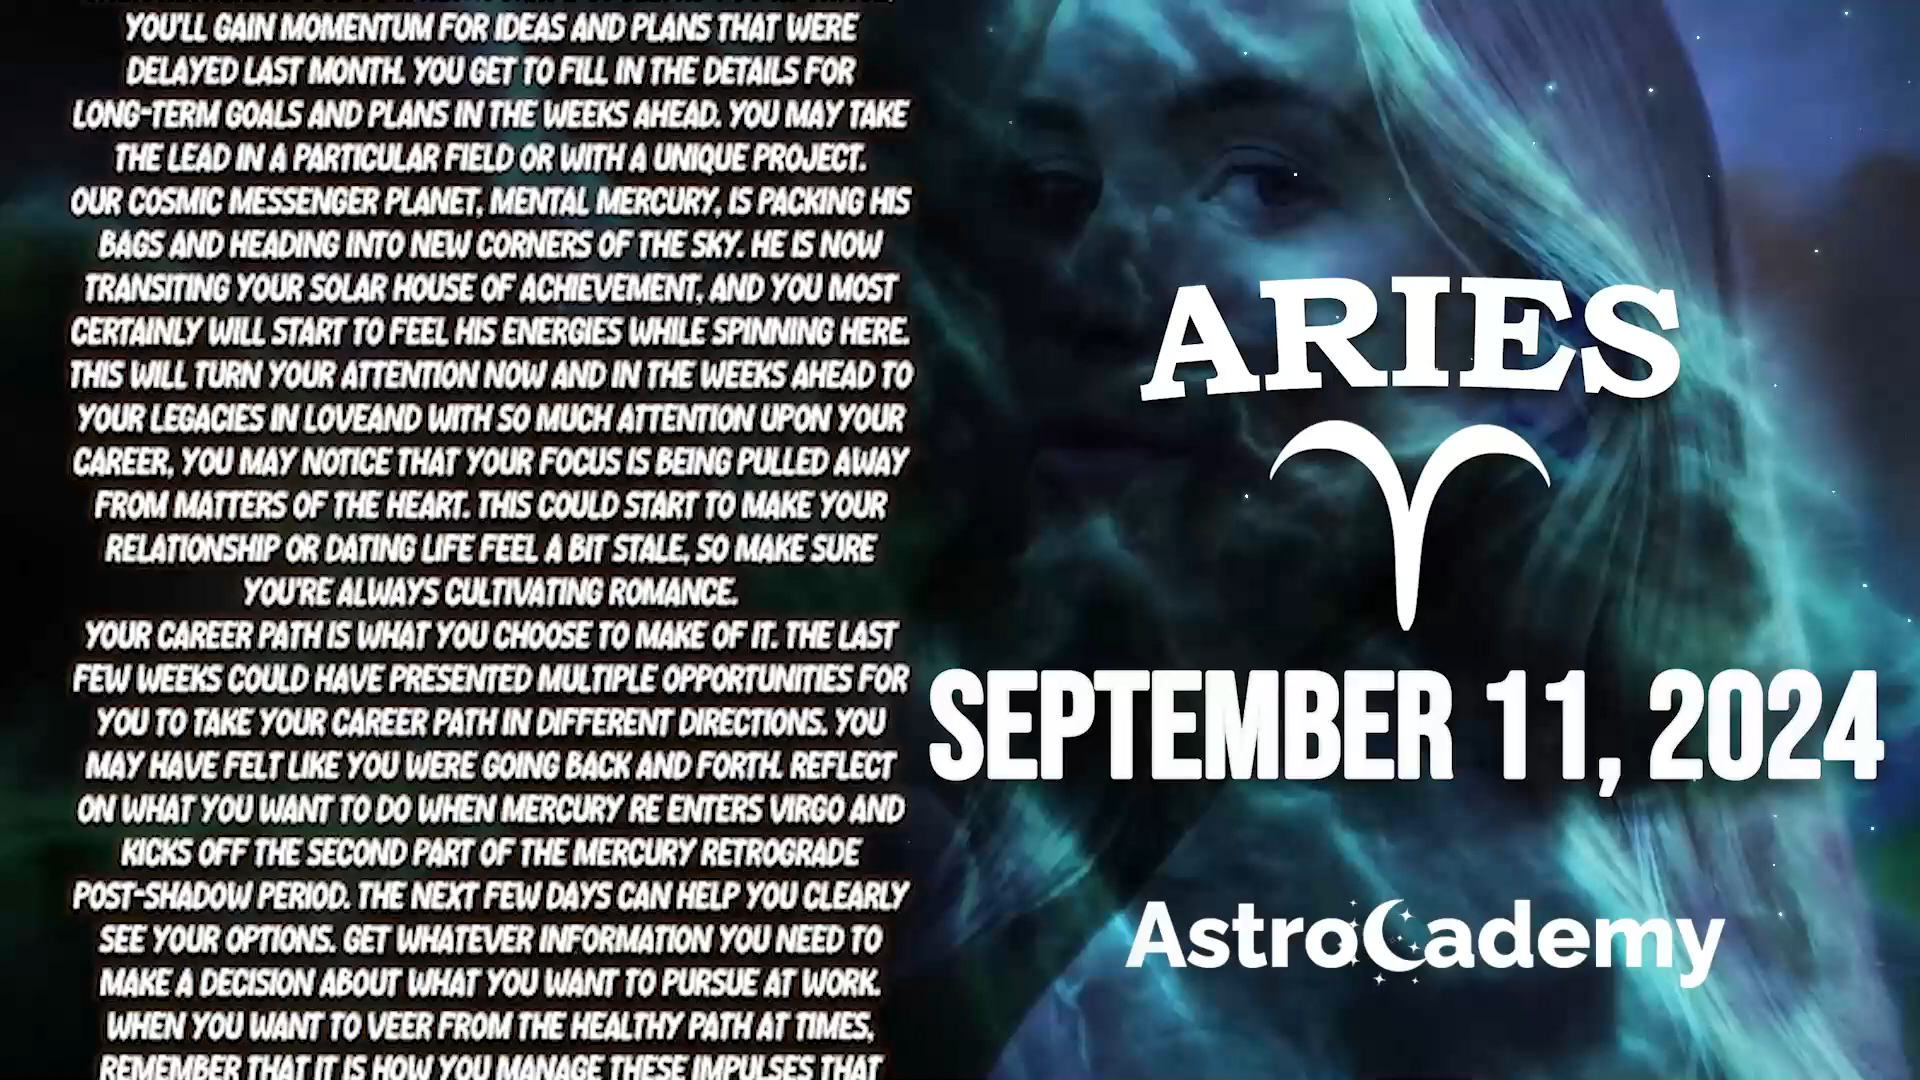 YOU'LL GAIN MOMENTUM FOR IDEAS AND PLANS THAT WERE
DELAYED LAST MONTH. YOU GET TO FILL IN THE DETAILS FOR
LONG-TERM GOALS AND PLANS IN THE WEEKS AHEAD. YOU MAY TAKE
THE LEAD IN A PARTICULAR FIELD OR WITH A UNIQUE PROJECT.
OUR COSMIC MESSENGER PLANET, MENTAL MERCURY, IS PACKING HIS
BAGS AND HEADING INTO NEW CORNERS OF THE SKY. HE IS NOW
TRANSITING YOUR SOLAR HOUSE OF ACHIEVEMENT, AND YOU MOST
CERTAINLY WILL START TO FEEL HIS ENERGIES WHILE SPINNING HERE.
THIS WILL TURN YOUR ATTENTION NOW AND IN THE WEEKS AHEAD TO
YOUR LEGACIES IN LOVEAND WITH SO MUCH ATTENTION UPON YOUR
CAREER, YOU MAY NOTICE THAT YOUR FOCUS IS BEING PULLED AWAY
FROM MATTERS OF THE HEART. THIS COULD START TO MAKE YOUR
RELATIONSHIP OR DATING LIFE FEEL A BIT STALE, SO MAKE SURE
YOU'RE ALWAYS CULTIVATING ROMANCE.
YOUR CAREER PATH IS WHAT YOU CHOOSE TO MAKE OF IT. THE LAST
FEW WEEKS COULD HAVE PRESENTED MULTIPLE OPPORTUNITIES FOR
YOU TO TAKE YOUR CAREER PATH IN DIFFERENT DIRECTIONS. YOU
MAY HAVE FELT LIKE YOU WERE GOING BACK AND FORTH. REFLECT
ON WHAT YOU WANT TO DO WHEN MERCURY RE ENTERS VIRGO AND
KICKS OFF THE SECOND PART OF THE MERCURY RETROGRADE
POST-SHADOW PERIOD. THE NEXT FEW DAYS CAN HELP YOU CLEARLY
SEE YOUR OPTIONS. GET WHATEVER INFORMATION YOU NEED TO
MAKE A DECISION ABOUT WHAT YOU WANT TO PURSUE AT WORK.
WHEN YOU WANT TO VEER FROM THE HEALTHY PATH AT TIMES,
REMEMBER THAT IT IS HOW YOU MANAGE THESE IMPULSES THAT
ARIES
SEPTEMBER 11, 2024
AstroCademy